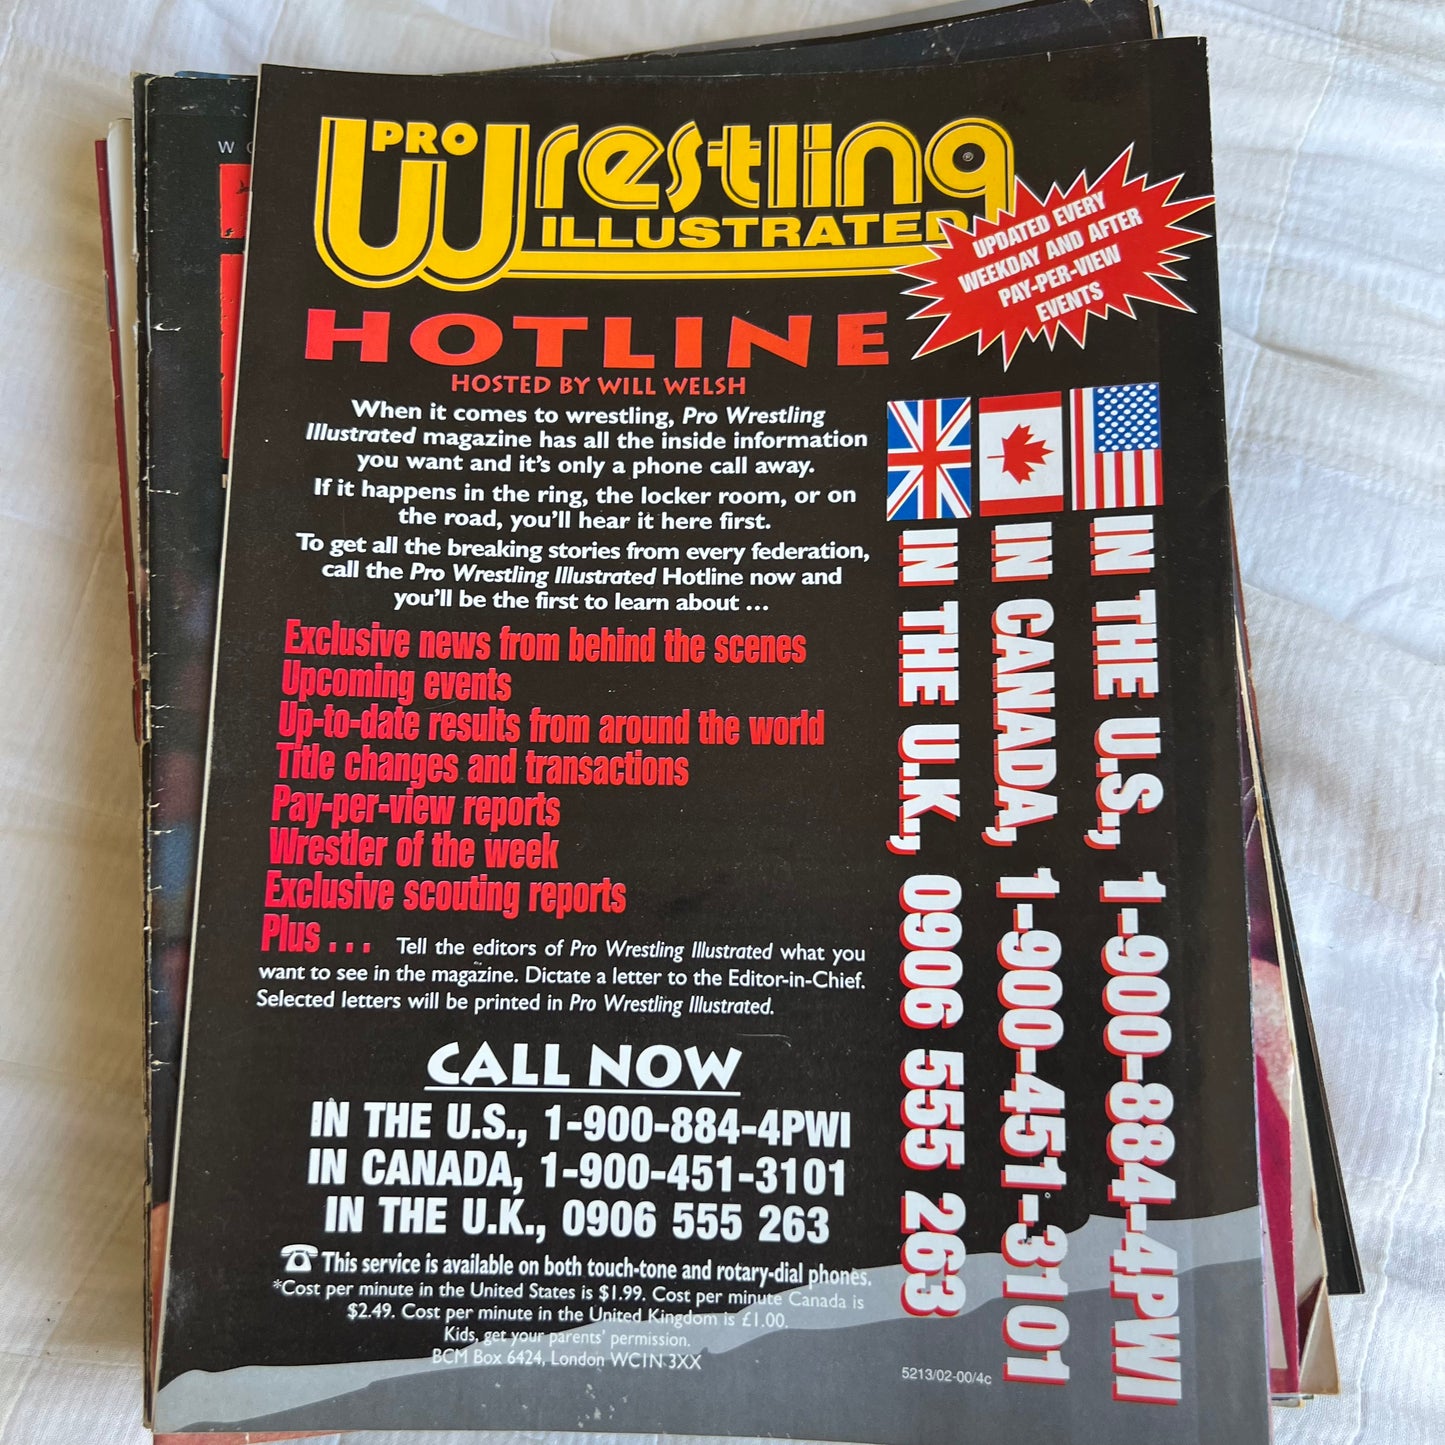 PRO Wrestling
ILLUSTRATED ®
UPDATED EVERY
WEEKDAY AND AFTER
PAY-PER-VIEW
EVENTS
HOTLINE
HOSTED BY WILL WELSH
When it comes to wrestling, Pro Wrestling
Illustrated magazine has all the inside information
you want and it's only a phone call away.
If it happens in the ring, the locker room, or on
the road, you'll hear it here first.
To get all the breaking stories from every federation,
call the Pro Wrestling Illustrated Hotline now and
you'll be the first to learn about ...
Exclusive news from behind the scenes
Upcoming events
Up-to-date results from around the world
Title changes and transactions
Pay-per-view reports
Wrestler of the week
Exclusive scouting reports
Plus . . . Tell the editors of Pro Wrestling Illustrated what you
want to see in the magazine. Dictate a letter to the Editor-in-Chief.
Selected letters will be printed in Pro Wrestling Illustrated.
CALL NOW
IN THE U.S., 1-900-884-4PWI
IN CANADA, 1-900-451-3101
IN THE U.K., 0906 555 263
☎ This service is available on both touch-tone and rotary-dial phones.
*Cost per minute in the United States is $1.99. Cost per minute Canada is
$2.49. Cost per minute in the United Kingdom is £1.00.
Kids, get your parents' permission.
BCM Box 6424, London WC1N 3XX
5213/02-00/4c
IN THE U.S., 1-900-884-4PWI
IN CANADA, 1-900-451-3101
IN THE U.K., 0906 555 263